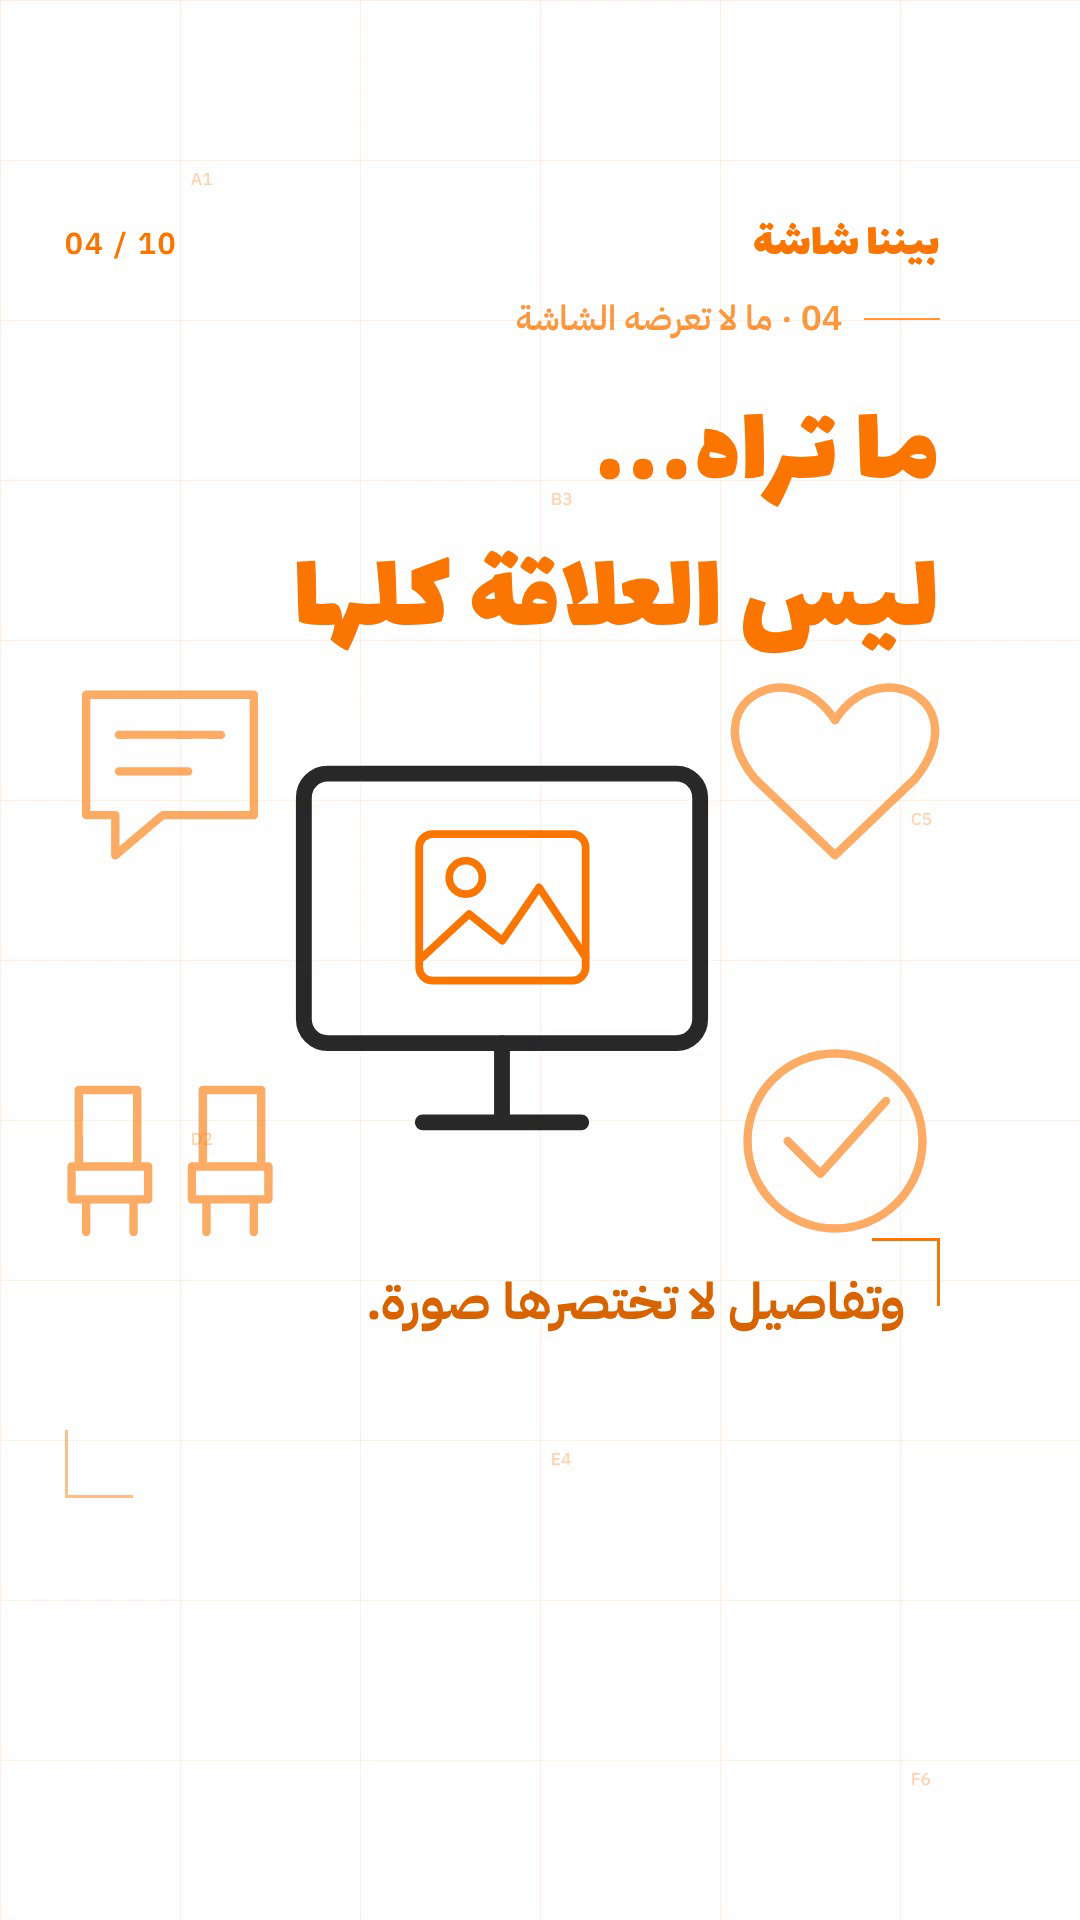 A1
بيننا شاشة
04 / 10
04 · ما لا تعرضه الشاشة
ما تراه...
B3
ليس العلاقة كلها
C5
D2
وتفاصيل لا تختصرها صورة.
E4
F6